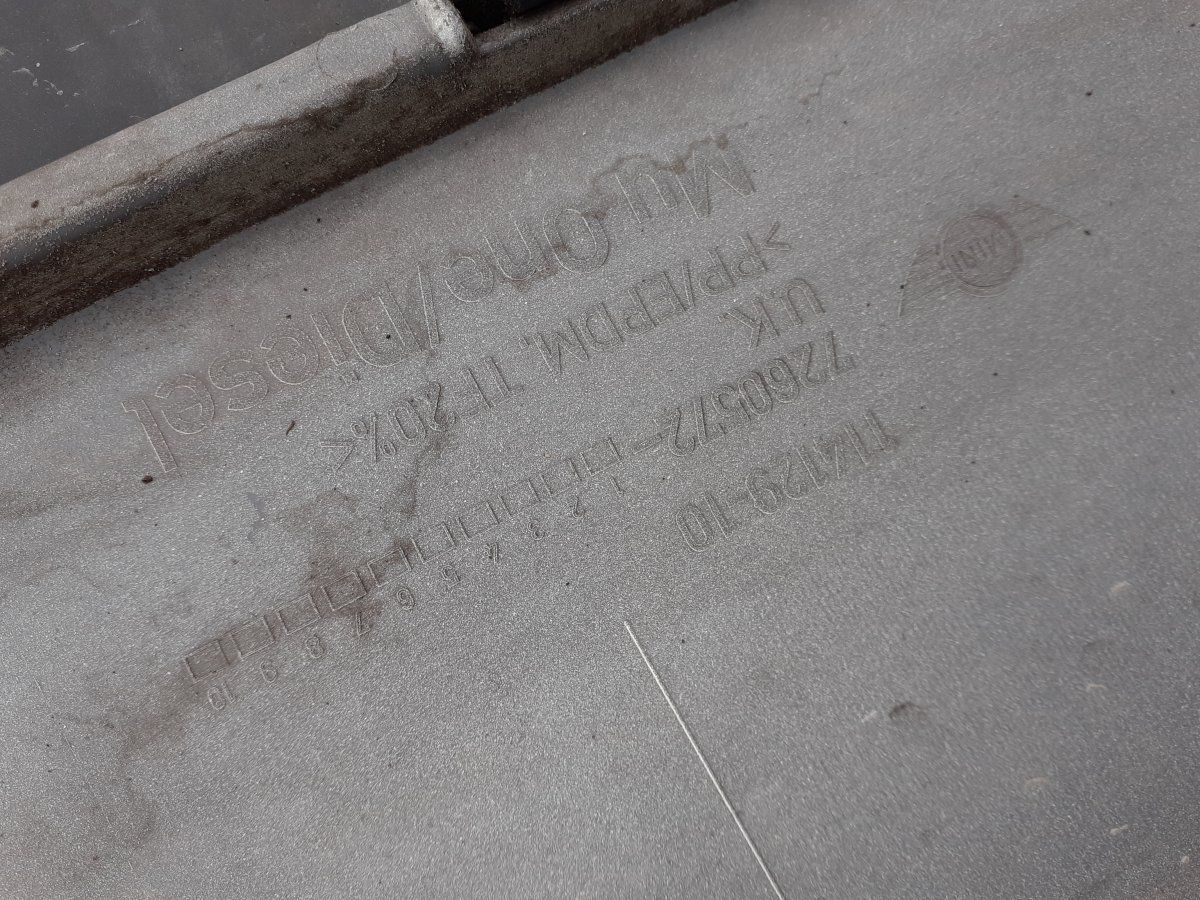 MINI
114129-10
1 2 3 4 5 6 7 8 9 10
7260572-
U.K.
>PP/EPDM, TF20%<
Mu One/Diesel